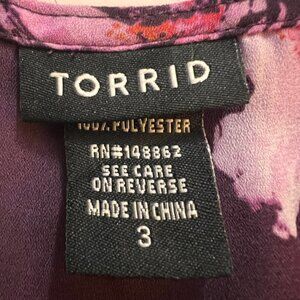 TORRID
100% POLYESTER
RN#148862
SEE CARE
ON REVERSE
MADE IN CHINA
3